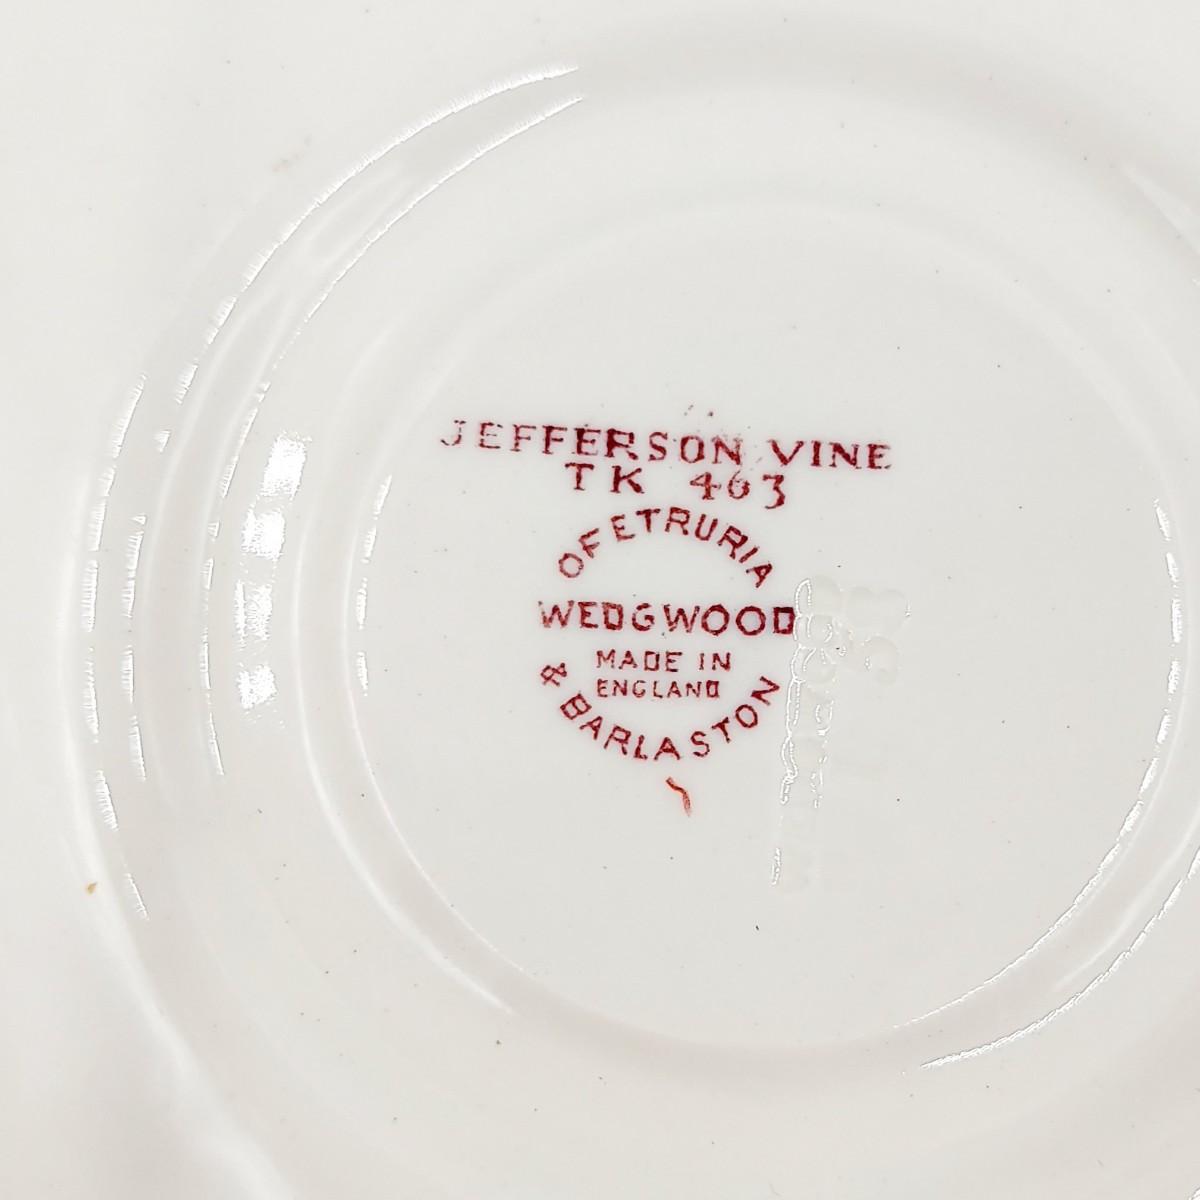 JEFFERSON VINE
TK 463
OF ETRURIA
WEDGWOOD
MADE IN
ENGLAND
& BARLASTON